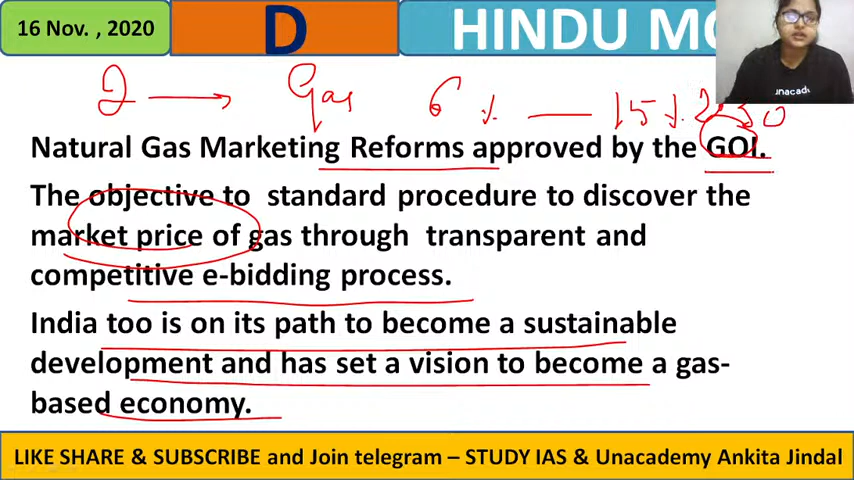 16 Nov. , 2020
D
HINDU MO
unacade
Gas 6 % 15 %
Natural Gas Marketing Reforms approved by the GOI.
The objective to standard procedure to discover the
market price of gas through transparent and
competitive e-bidding process.
India too is on its path to become a sustainable
development and has set a vision to become a gas-
based economy.
LIKE SHARE & SUBSCRIBE and Join telegram – STUDY IAS & Unacademy Ankita Jindal